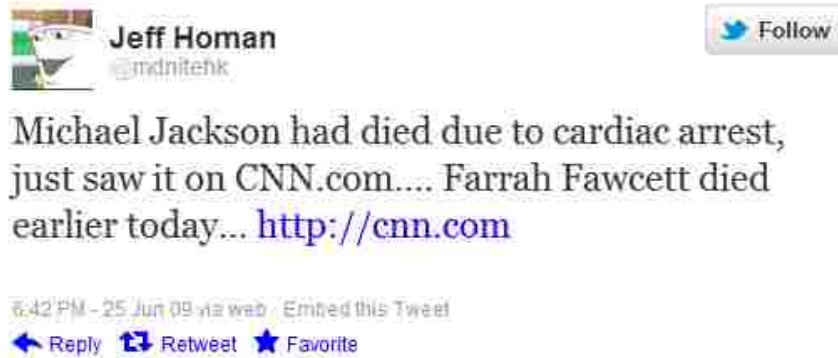 Jeff Homan
@mdnitehk
Follow
Michael Jackson had died due to cardiac arrest,
just saw it on CNN.com.... Farrah Fawcett died
earlier today... http://cnn.com
6:42 PM - 25 Jun 09 via web · Embed this Tweet
Reply Retweet Favorite